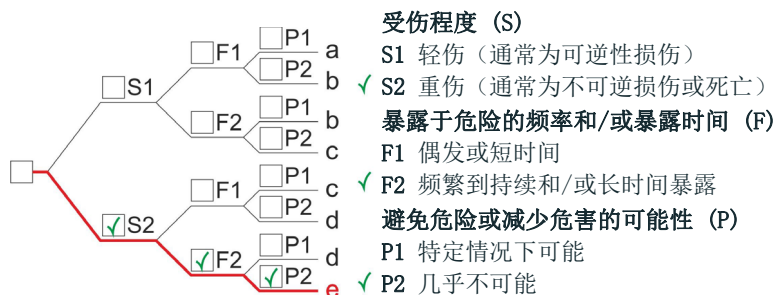 S1
F1
P1 a
P2 b
F2
P1 b
P2 c
S2
F1
P1 c
P2 d
F2
P1 d
P2 e
受伤程度 (S)
S1 轻伤（通常为可逆性损伤）
✓ S2 重伤（通常为不可逆损伤或死亡）
暴露于危险的频率和/或暴露时间 (F)
F1 偶发或短时间
✓ F2 频繁到持续和/或长时间暴露
避免危险或减少危害的可能性 (P)
P1 特定情况下可能
✓ P2 几乎不可能